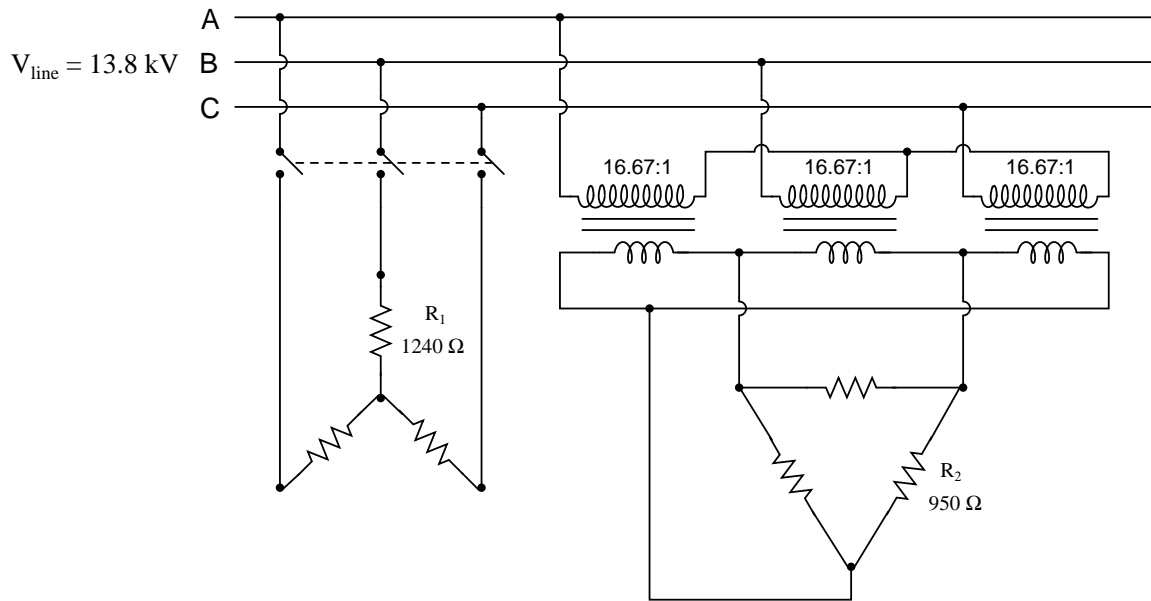 A
V_line = 13.8 kV B
C
16.67:1 16.67:1 16.67:1
R₁
1240 Ω
R₂
950 Ω